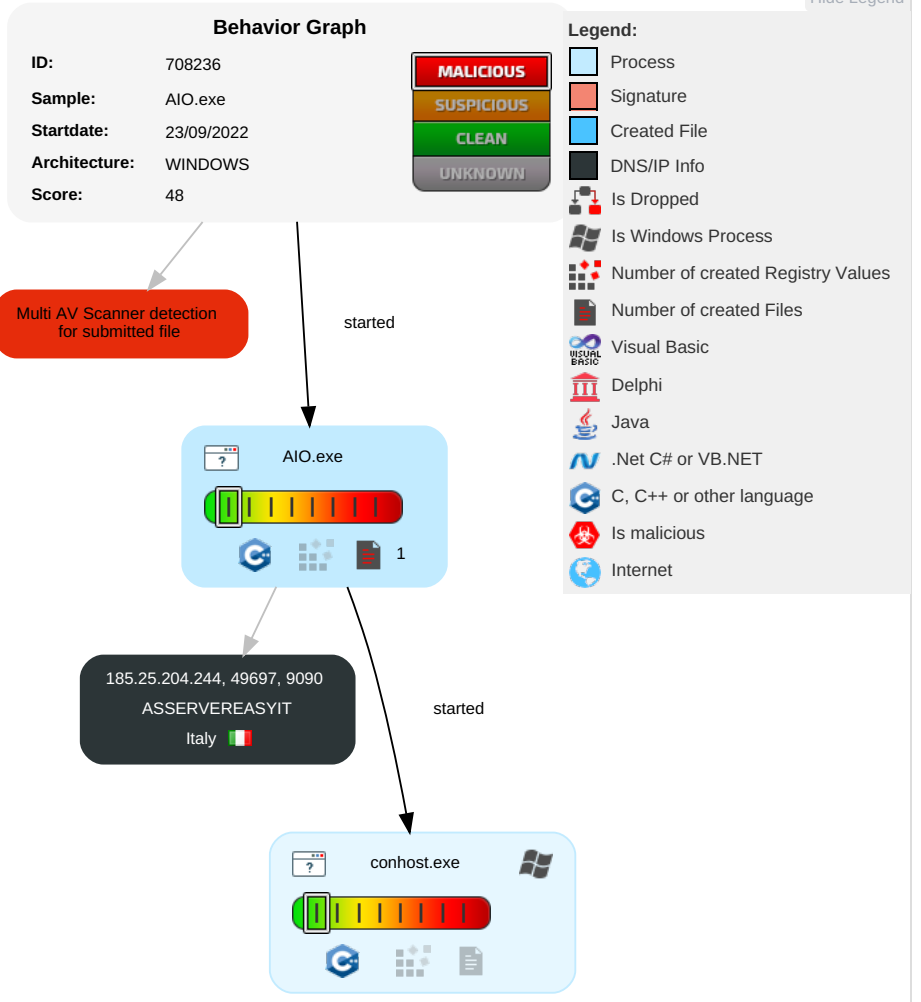 Hide Legend
Behavior Graph
ID: 708236
Sample: AIO.exe
Startdate: 23/09/2022
Architecture: WINDOWS
Score: 48
MALICIOUS
SUSPICIOUS
CLEAN
UNKNOWN
Legend:
Process
Signature
Created File
DNS/IP Info
Is Dropped
Is Windows Process
Number of created Registry Values
Number of created Files
VISUAL
BASIC
Visual Basic
Delphi
Java
.Net C# or VB.NET
C, C++ or other language
Is malicious
Internet
Multi AV Scanner detection
for submitted file
started
?
AIO.exe
1
185.25.204.244, 49697, 9090
ASSERVEREASYIT
Italy
started
?
conhost.exe